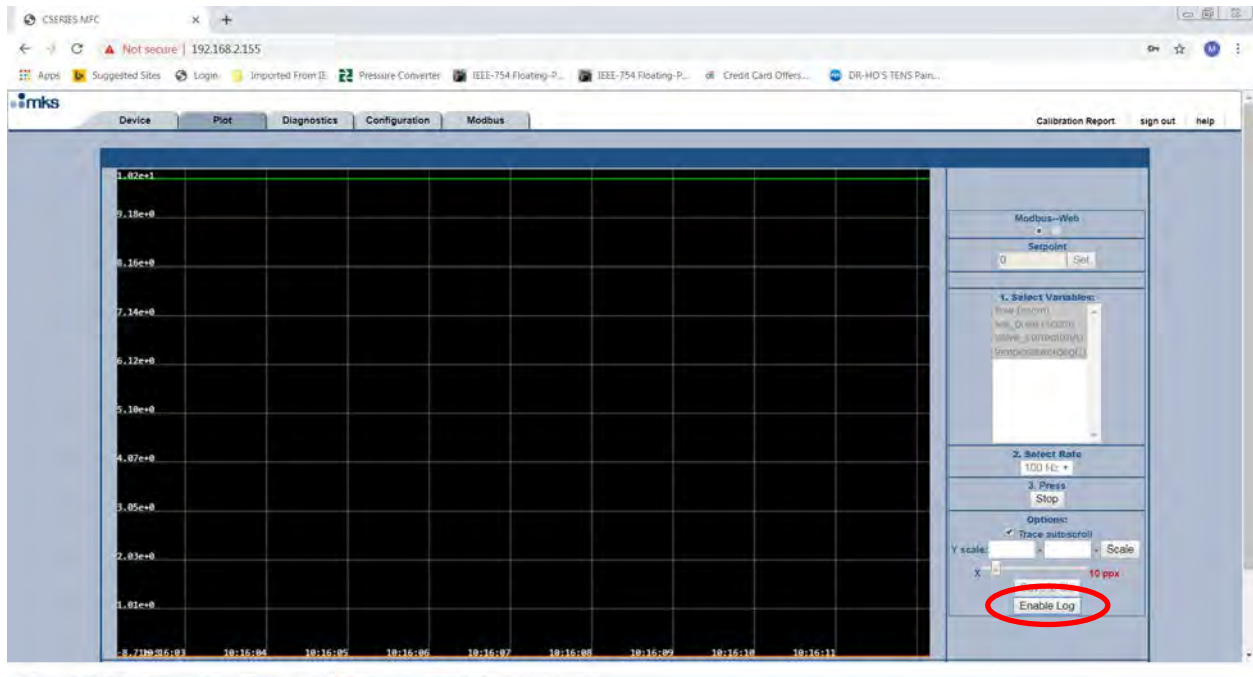 CSERIES MFC
Not secure | 192.168.2.155
M
Apps Suggested Sites Login Imported From IE Pressure Converter IEEE-754 Floating-P... IEEE-754 Floating-P... Credit Card Offers... DR-HO'S TENS Pain...
mks
Device Plot Diagnostics Configuration Modbus Calibration Report sign out help
1.02e+1
9.18e+0
8.16e+0
7.14e+0
6.12e+0
5.10e+0
4.07e+0
3.05e+0
2.03e+0
1.01e+0
10:16:04 10:16:05 10:16:06 10:16:07 10:16:08 10:16:09 10:16:10 10:16:11
Modbus--Web
Setpoint
0 Set
1. Select Variables:
2. Select Rate
100 Hz
3. Press
Stop
Options:
Trace autoscroll
Y scale: - - Scale
X 10 ppx
Enable Log